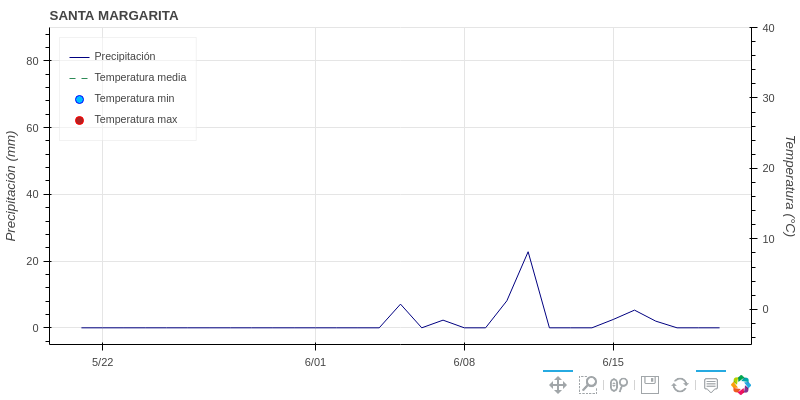 SANTA MARGARITA
Precipitación
Temperatura media
Temperatura min
Temperatura max
Precipitación (mm)
80
60
40
20
0
Temperatura (°C)
40
30
20
10
0
5/22
6/01
6/08
6/15